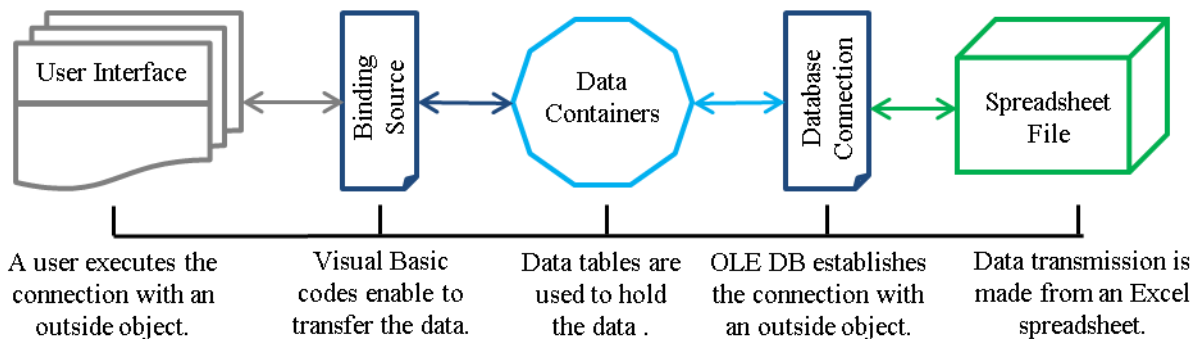 User Interface
Binding
Source
Data
Containers
Database
Connection
Spreadsheet
File
A user executes the
connection with an
outside object.
Visual Basic
codes enable to
transfer the data.
Data tables are
used to hold
the data .
OLE DB establishes
the connection with
an outside object.
Data transmission is
made from an Excel
spreadsheet.